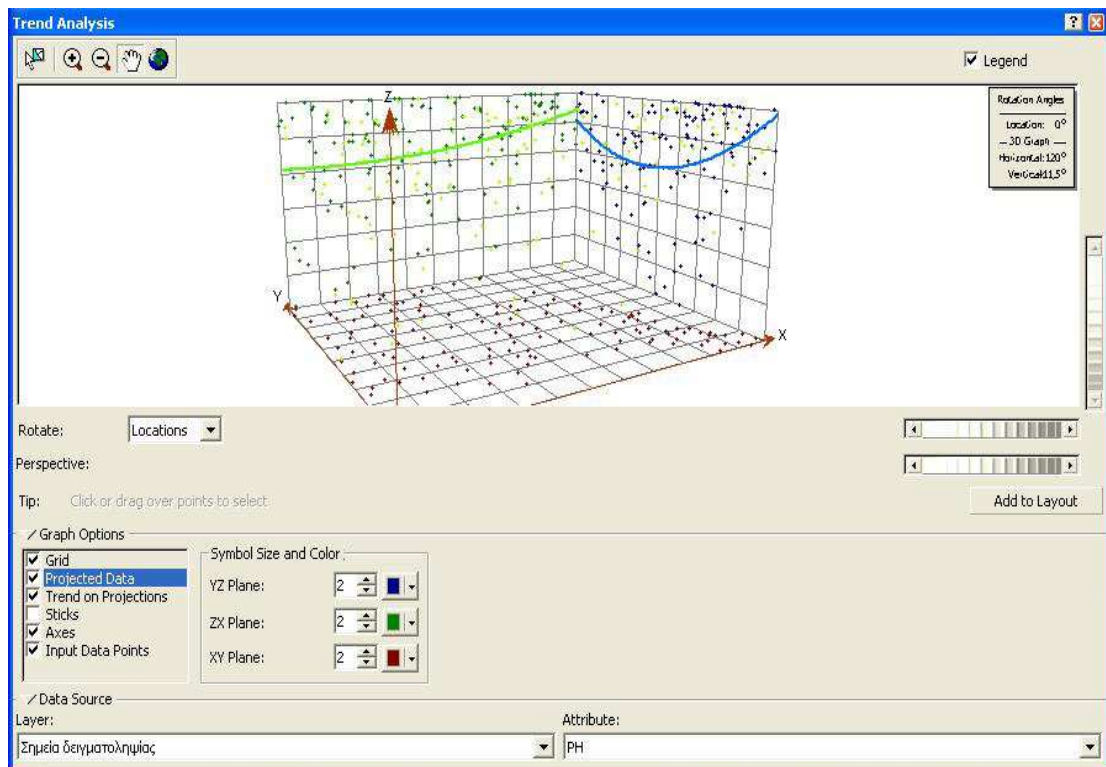 Trend Analysis
Legend
Z
Y
X
Rotation Angles
Location: 0°
3D Graph
Horizontal:120°
Vertical:11,5°
Rotate: Locations
Perspective:
Tip: Click or drag over points to select
Add to Layout
Graph Options
Grid
Projected Data
Trend on Projections
Sticks
Axes
Input Data Points
Symbol Size and Color
YZ Plane: 2
ZX Plane: 2
XY Plane: 2
Data Source
Layer: Attribute:
Σημεία δειγματοληψίας PH